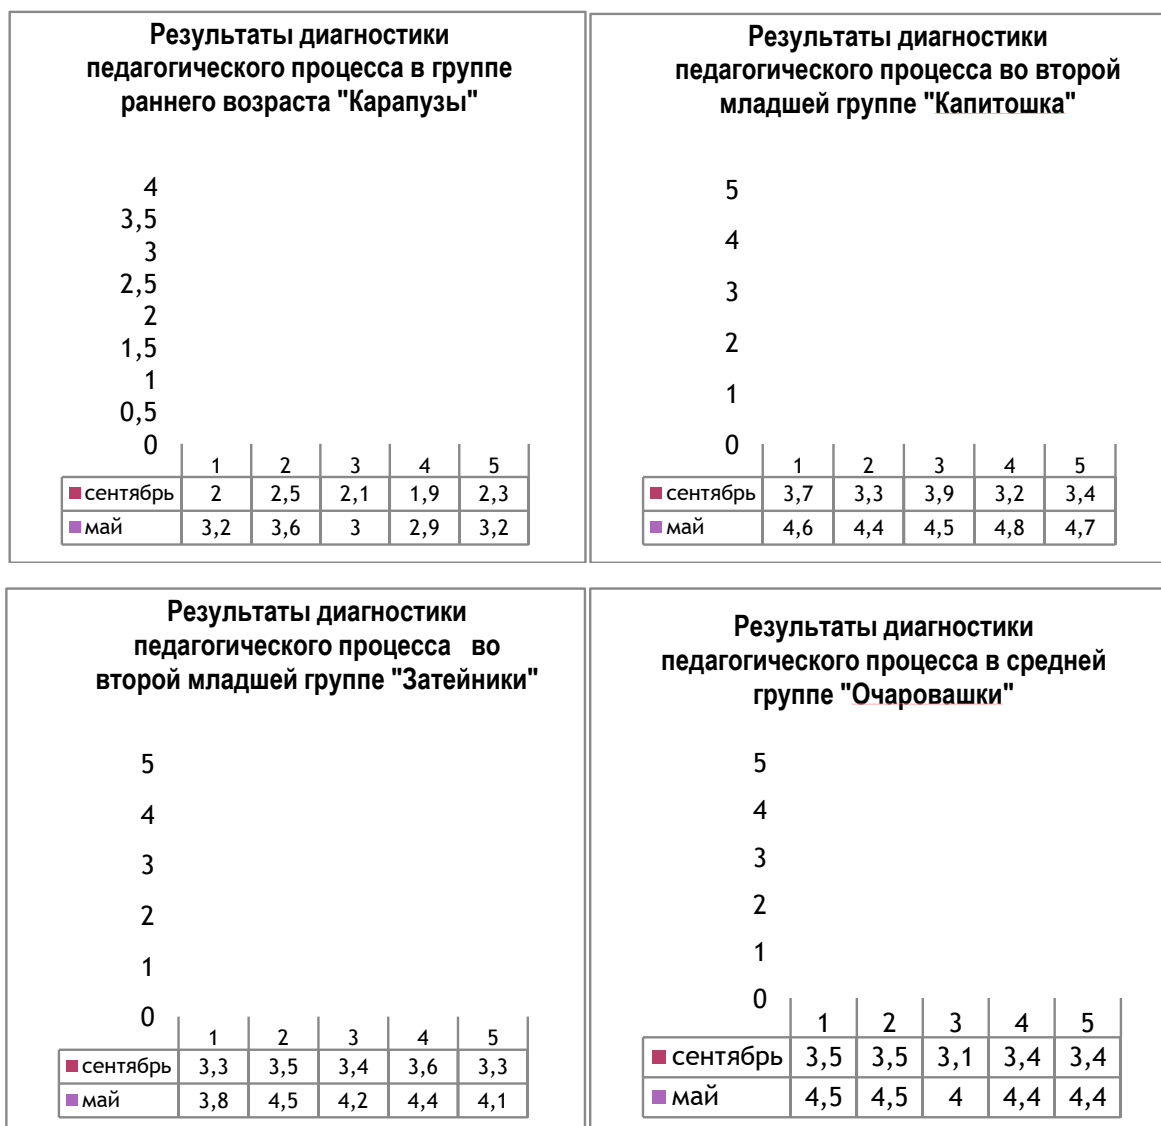 Результаты диагностики
педагогического процесса в группе
раннего возраста "Карапузы"
4
3,5
3
2,5
2
1,5
1
0,5
0
1 2 3 4 5
сентябрь 2 2,5 2,1 1,9 2,3
май 3,2 3,6 3 2,9 3,2
Результаты диагностики
педагогического процесса во второй
младшей группе "Капитошка"
5
4
3
2
1
0
1 2 3 4 5
сентябрь 3,7 3,3 3,9 3,2 3,4
май 4,6 4,4 4,5 4,8 4,7
Результаты диагностики
педагогического процесса во
второй младшей группе "Затейники"
5
4
3
2
1
0
1 2 3 4 5
сентябрь 3,3 3,5 3,4 3,6 3,3
май 3,8 4,5 4,2 4,4 4,1
Результаты диагностики
педагогического процесса в средней
группе "Очаровашки"
5
4
3
2
1
0
1 2 3 4 5
сентябрь 3,5 3,5 3,1 3,4 3,4
май 4,5 4,5 4 4,4 4,4